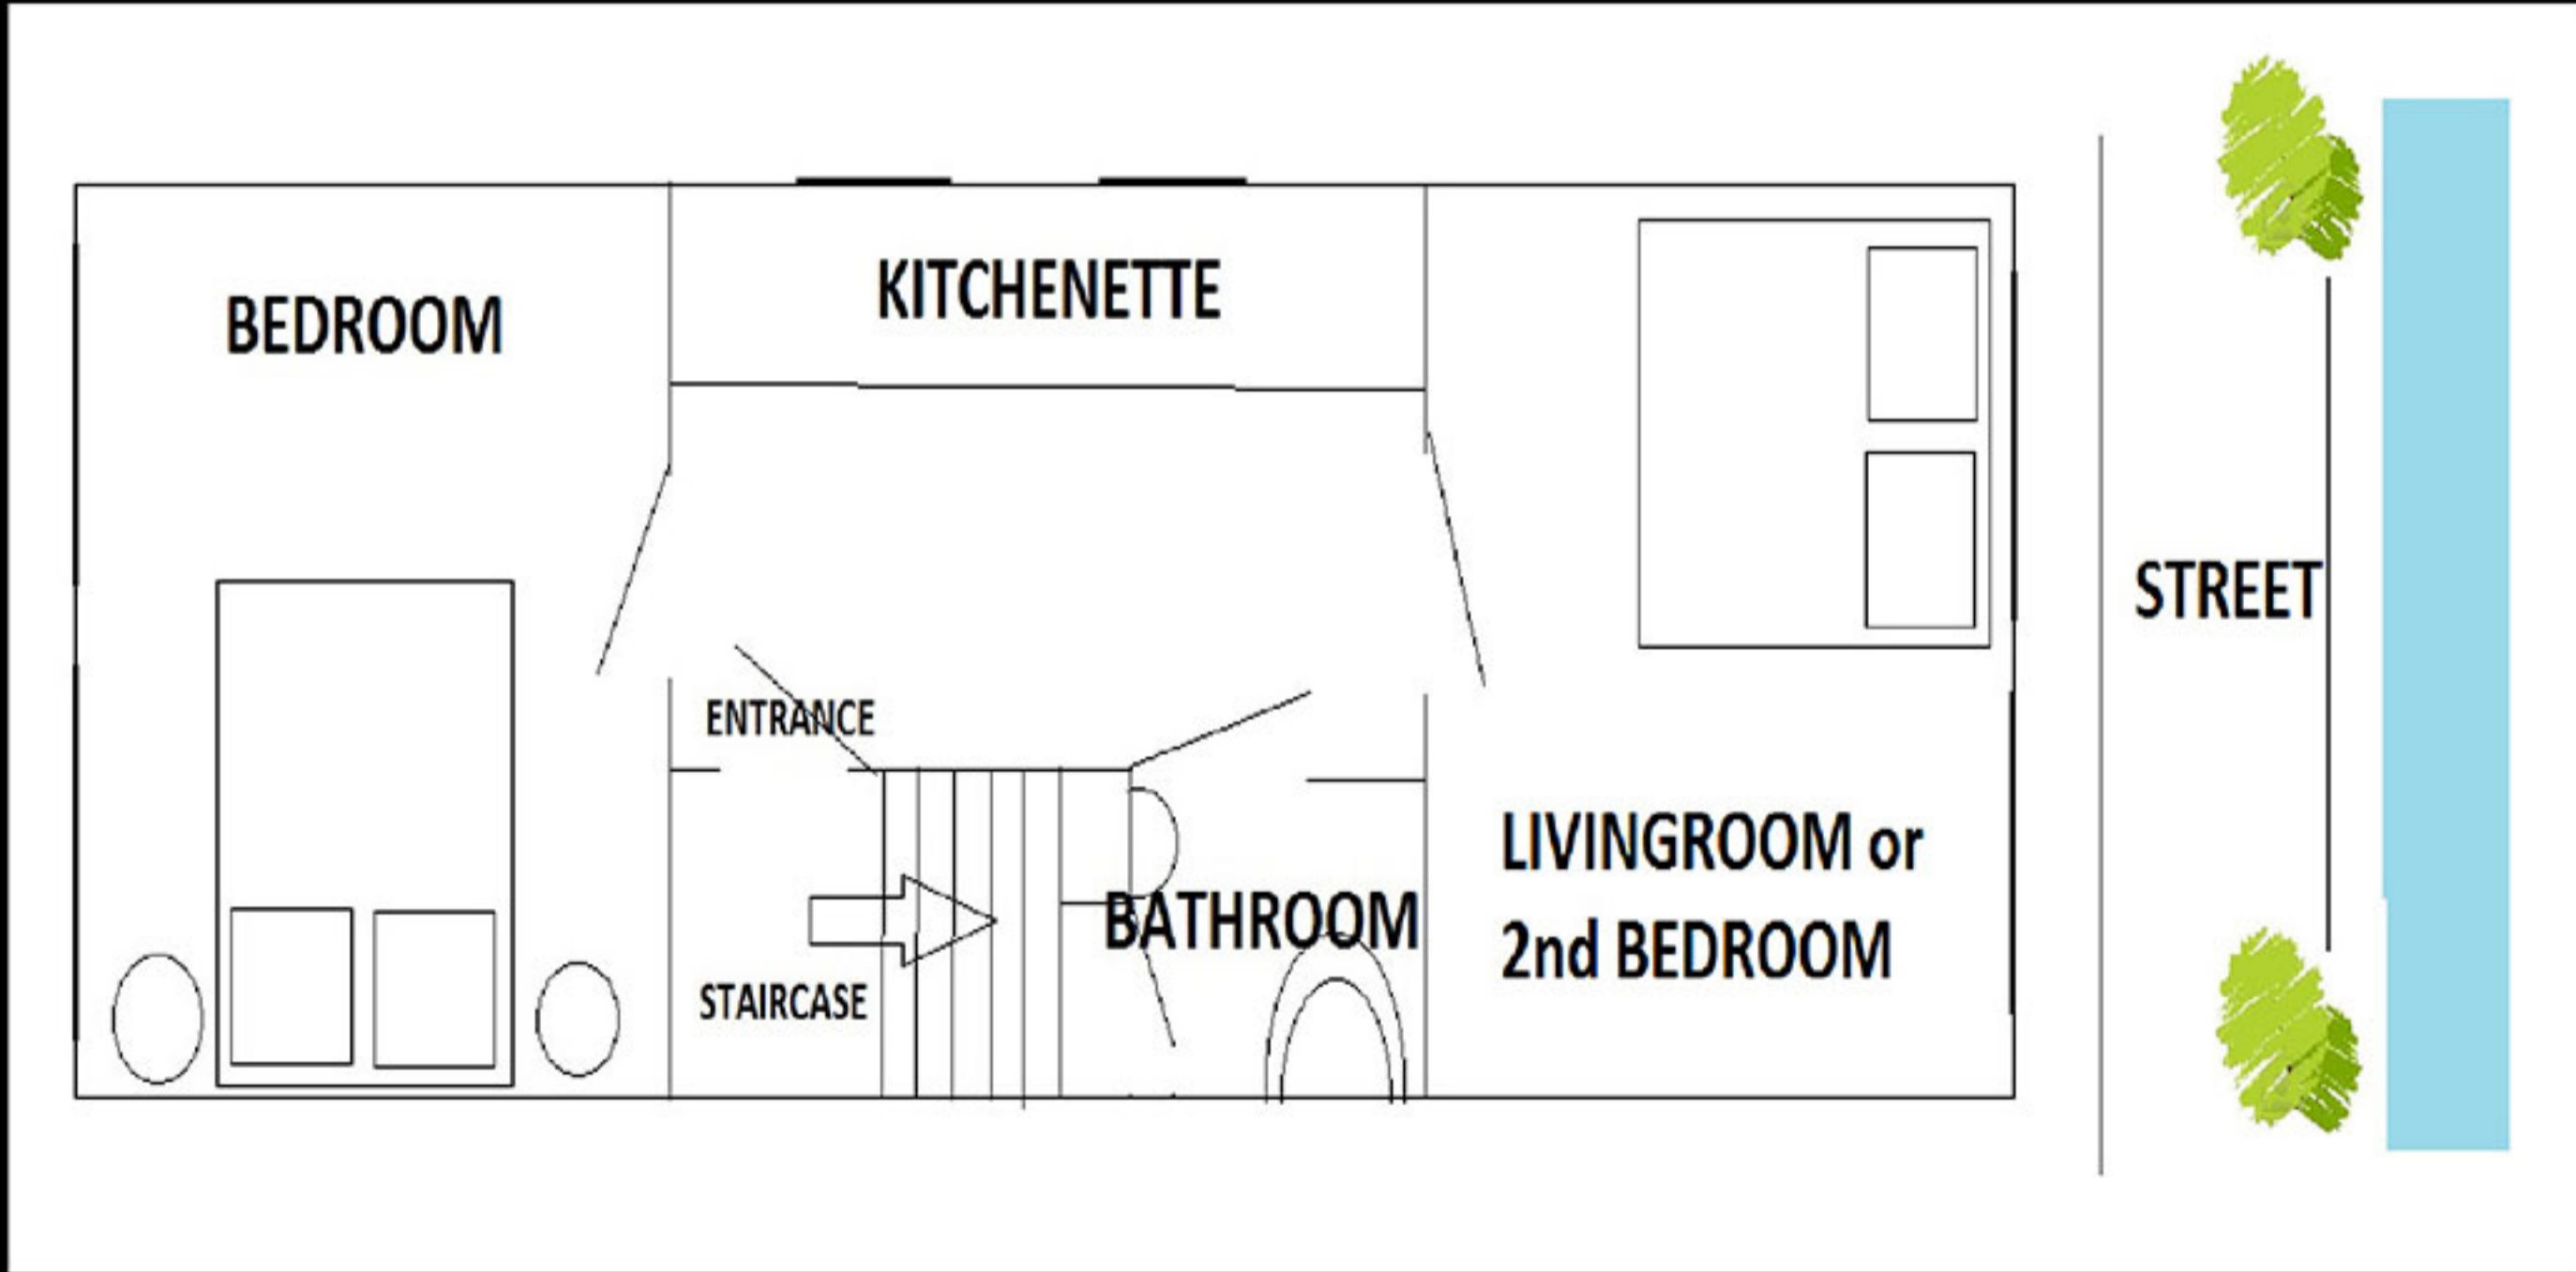 BEDROOM
KITCHENETTE
STREET
ENTRANCE
LIVINGROOM or
2nd BEDROOM
BATHROOM
STAIRCASE